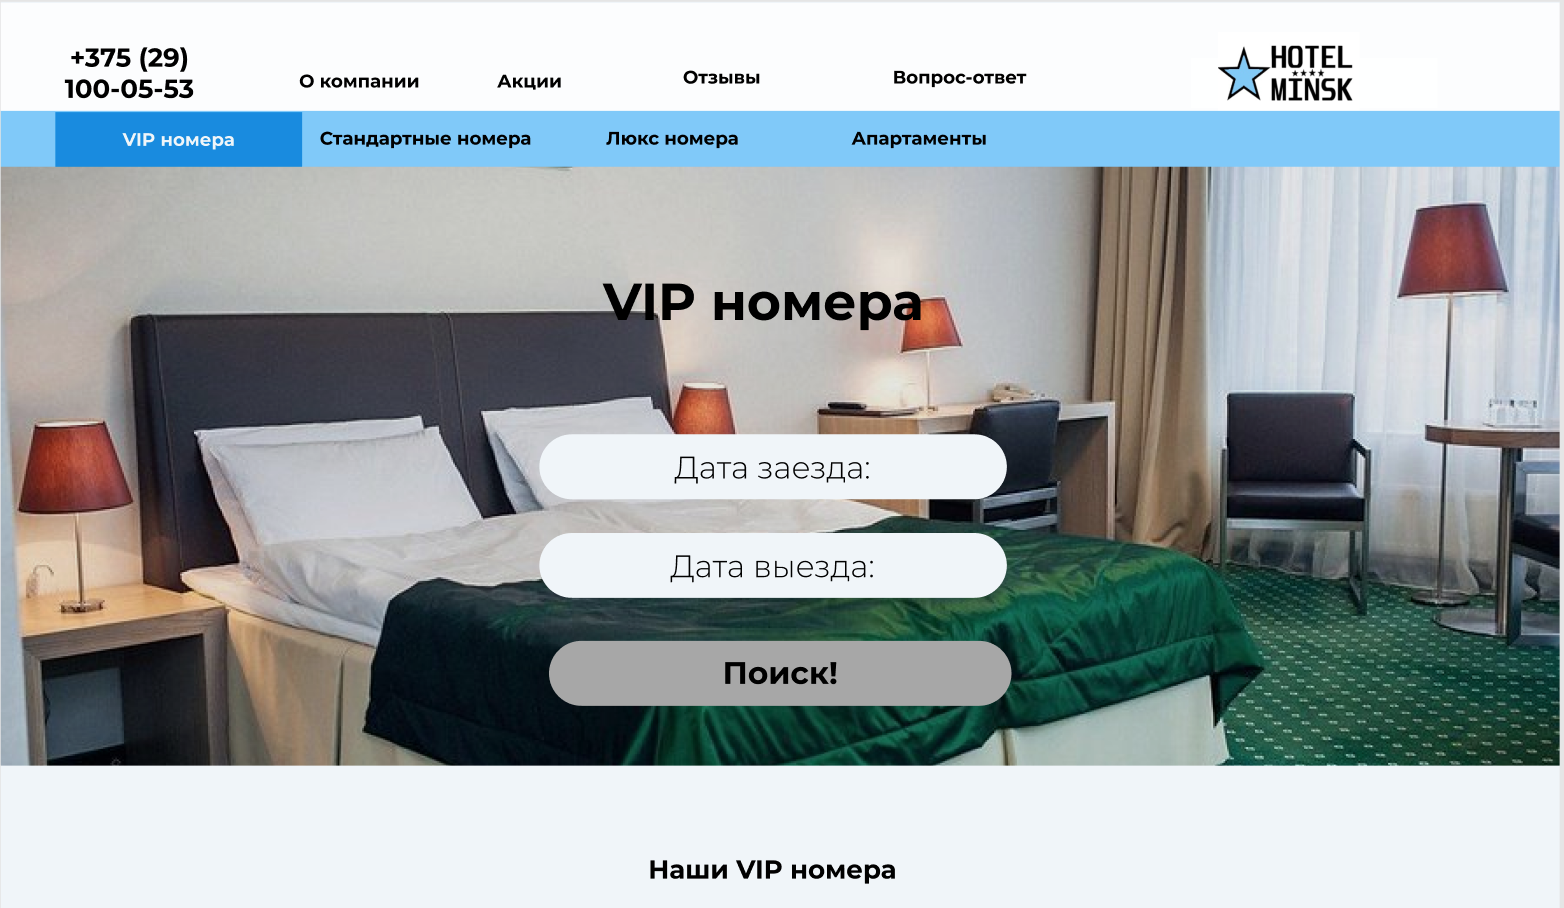 +375 (29)
100-05-53
О компании
Акции
Отзывы
Вопрос-ответ
HOTEL
MINSK
VIP номера
Стандартные номера
Люкс номера
Апартаменты
VIP номера
Дата заезда:
Дата выезда:
Поиск!
Наши VIP номера